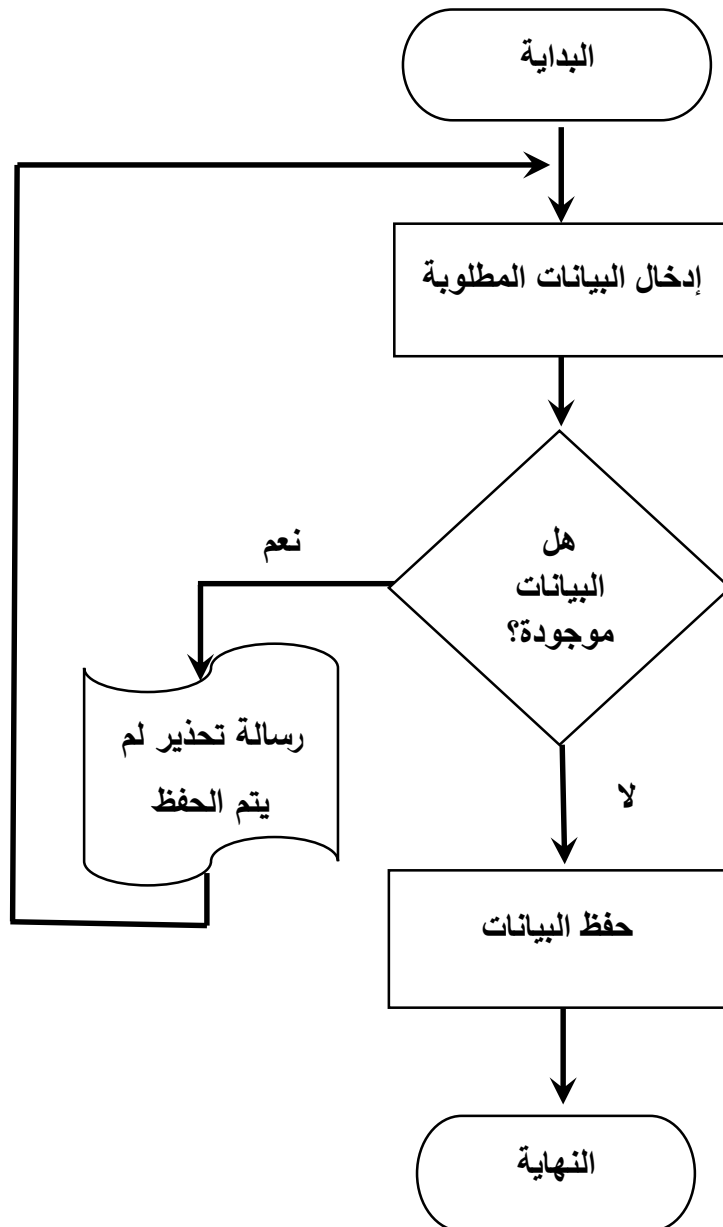 البداية
إدخال البيانات المطلوبة
هل
البيانات
موجودة؟
نعم
رسالة تحذير لم
يتم الحفظ
لا
حفظ البيانات
النهاية